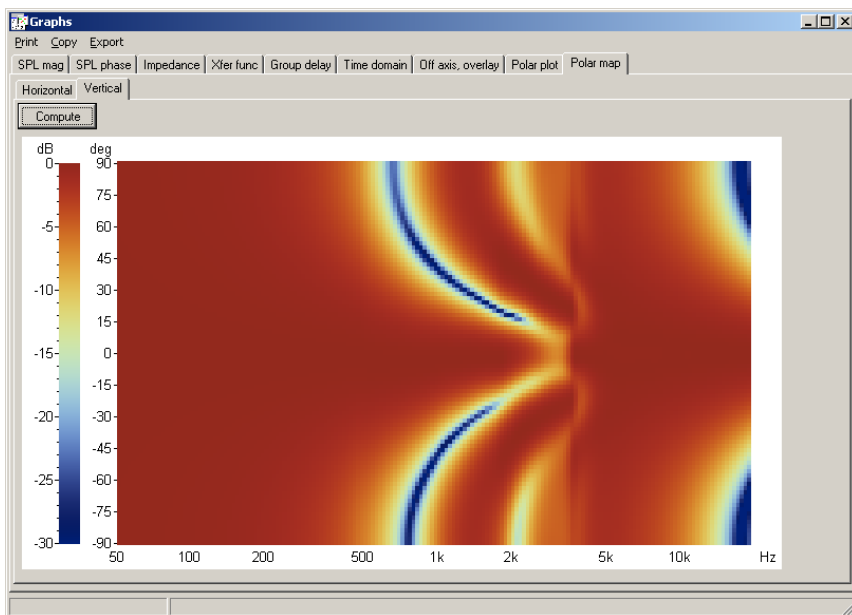 Graphs
Print Copy Export
SPL mag SPL phase Impedance Xfer func Group delay Time domain Off axis, overlay Polar plot Polar map
Horizontal Vertical
Compute
dB deg
0 90
75
-5 60
45
-10 30
15
-15 0
-15
-20 -30
-45
-25 -60
-75
-30 -90
50 100 200 500 1k 2k 5k 10k Hz